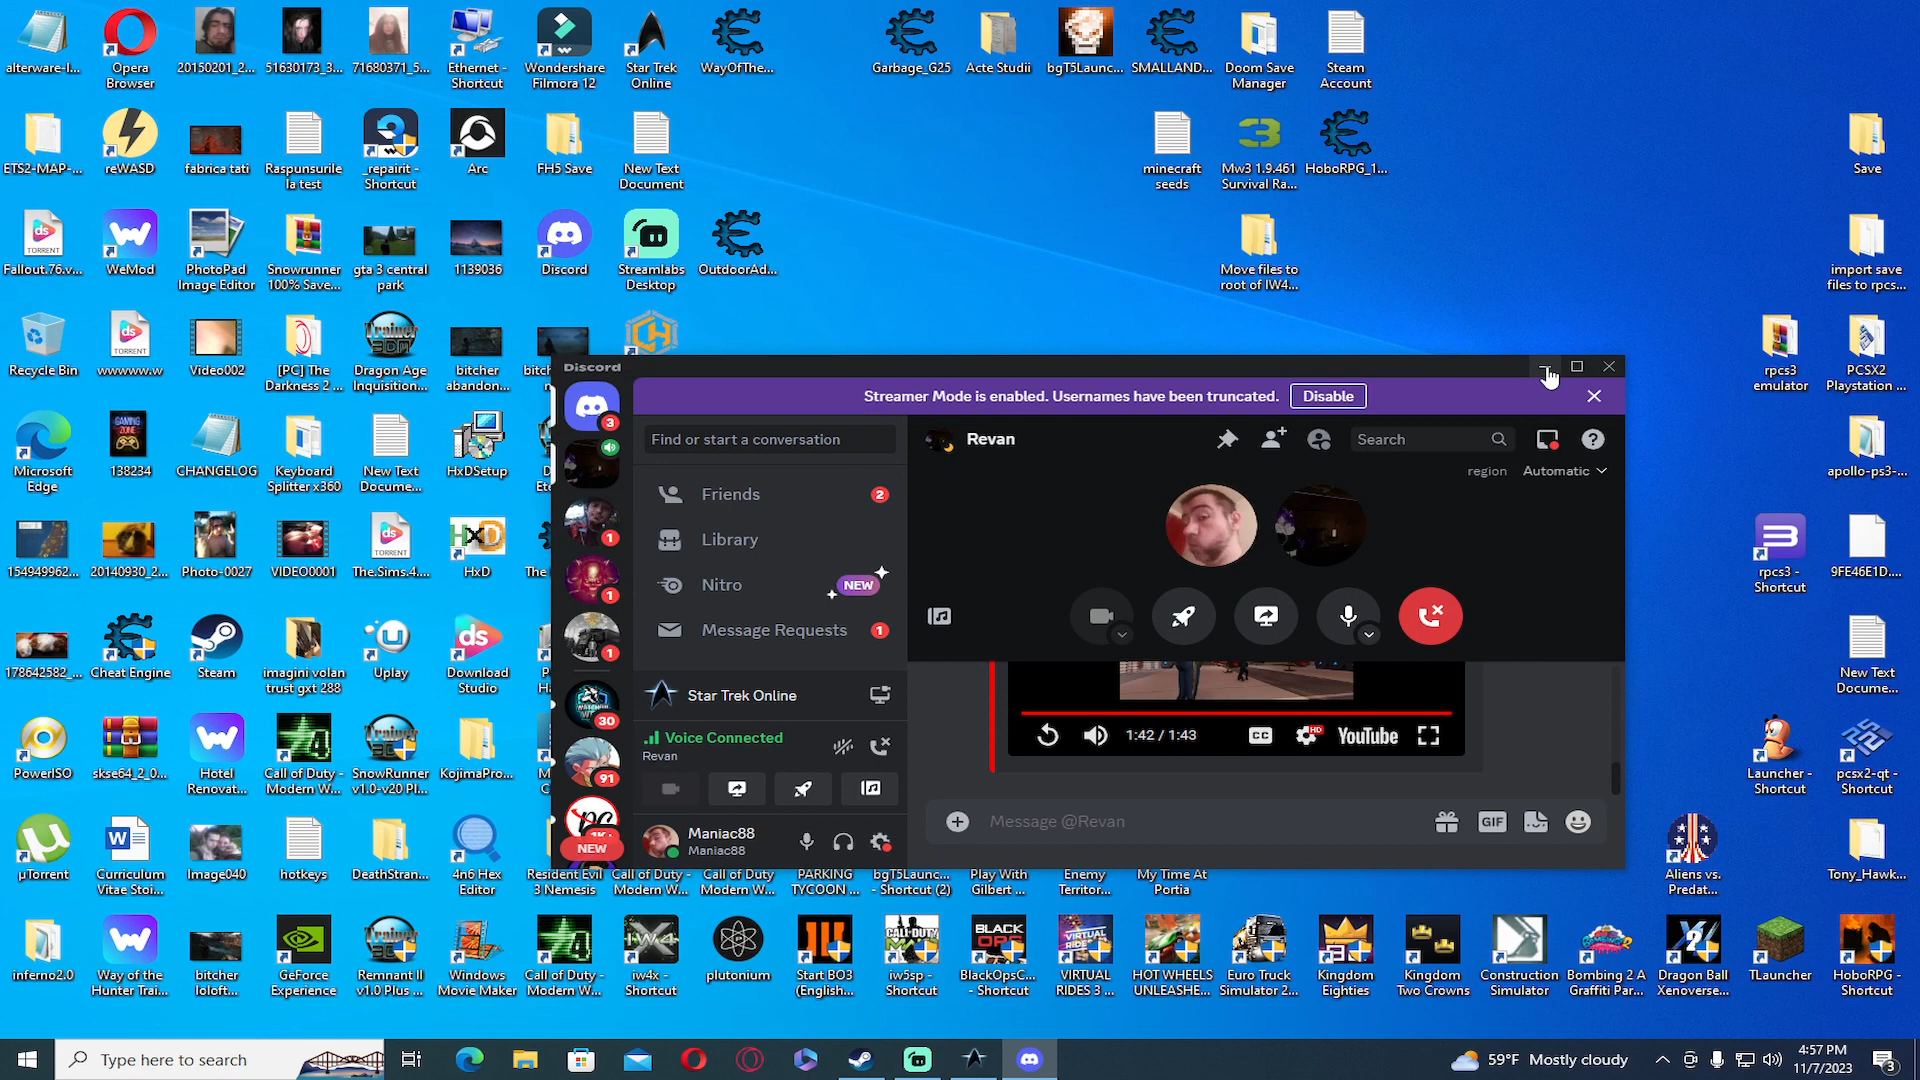 alterware-l...
Opera
Browser
20150201_2...
51630173_3...
71680371_5...
Ethernet -
Shortcut
Wondershare
Filmora 12
Star Trek
Online
WayOfThe...
Garbage_G25
Acte Studii
bgT5Launc...
SMALLAND...
Doom Save
Manager
Steam
Account
ETS2-MAP-...
reWASD
fabrica tati
Raspunsurile
la test
_repairit -
Shortcut
Arc
FH5 Save
New Text
Document
minecraft
seeds
Mw3 1.9.461
Survival Ra...
HoboRPG_1...
Save
Fallout.76.v...
WeMod
PhotoPad
Image Editor
Snowrunner
100% Save...
gta 3 central
park
1139036
Discord
Streamlabs
Desktop
OutdoorAd...
Move files to
root of IW4...
import save
files to rpcs...
Recycle Bin
wwwww.w
Video002
[PC] The
Darkness 2 ...
Dragon Age
Inquisition...
bitcher
abandon...
rpcs3
emulator
PCSX2
Playstation ...
Microsoft
Edge
138234
CHANGELOG
Keyboard
Splitter x360
New Text
Docume...
HxDSetup
apollo-ps3-...
154949962...
20140930_2...
Photo-0027
VIDEO0001
The.Sims.4....
HxD
rpcs3 -
Shortcut
9FE46E1D....
178642582_...
Cheat Engine
Steam
imagini volan
trust gxt 288
Uplay
Download
Studio
New Text
Docume...
PowerISO
skse64_2_0...
Hotel
Renovat...
Call of Duty -
Modern W...
SnowRunner
v1.0-v20 Pl...
KojimaPro...
Launcher -
Shortcut
pcsx2-qt -
Shortcut
µTorrent
Curriculum
Vitae Stoi...
Image040
hotkeys
DeathStran...
4n6 Hex
Editor
Resident Evil
3 Nemesis
Call of Duty -
Modern W...
Call of Duty
Modern W...
PARKING
TYCOON ...
bgT5Launc...
- Shortcut (2)
Play With
Gilbert ...
Enemy
Territor...
My Time At
Portia
Aliens vs.
Predat...
Tony_Hawk...
inferno2.0
Way of the
Hunter Trai...
bitcher
loloft...
GeForce
Experience
Remnant II
v1.0 Plus ...
Windows
Movie Maker
Call of Duty -
Modern W...
iw4x -
Shortcut
plutonium
Start BO3
(English...
iw5sp -
Shortcut
BlackOpsC...
- Shortcut
VIRTUAL
RIDES 3 ...
HOT WHEELS
UNLEASHE...
Euro Truck
Simulator 2...
Kingdom
Eighties
Kingdom
Two Crowns
Construction
Simulator
Bombing 2 A
Graffiti Par...
Dragon Ball
Xenoverse...
TLauncher
HoboRPG -
Shortcut
Discord
Streamer Mode is enabled. Usernames have been truncated.
Disable
Find or start a conversation
Revan
Search
region
Automatic
Friends
2
Library
Nitro
NEW
Message Requests
1
Star Trek Online
Voice Connected
Revan
Maniac88
Maniac88
3
1
1
1
30
91
NEW
1:42 / 1:43
CC
HD
YouTube
Message @Revan
GIF
Type here to search
59°F Mostly cloudy
4:57 PM
11/7/2023
3